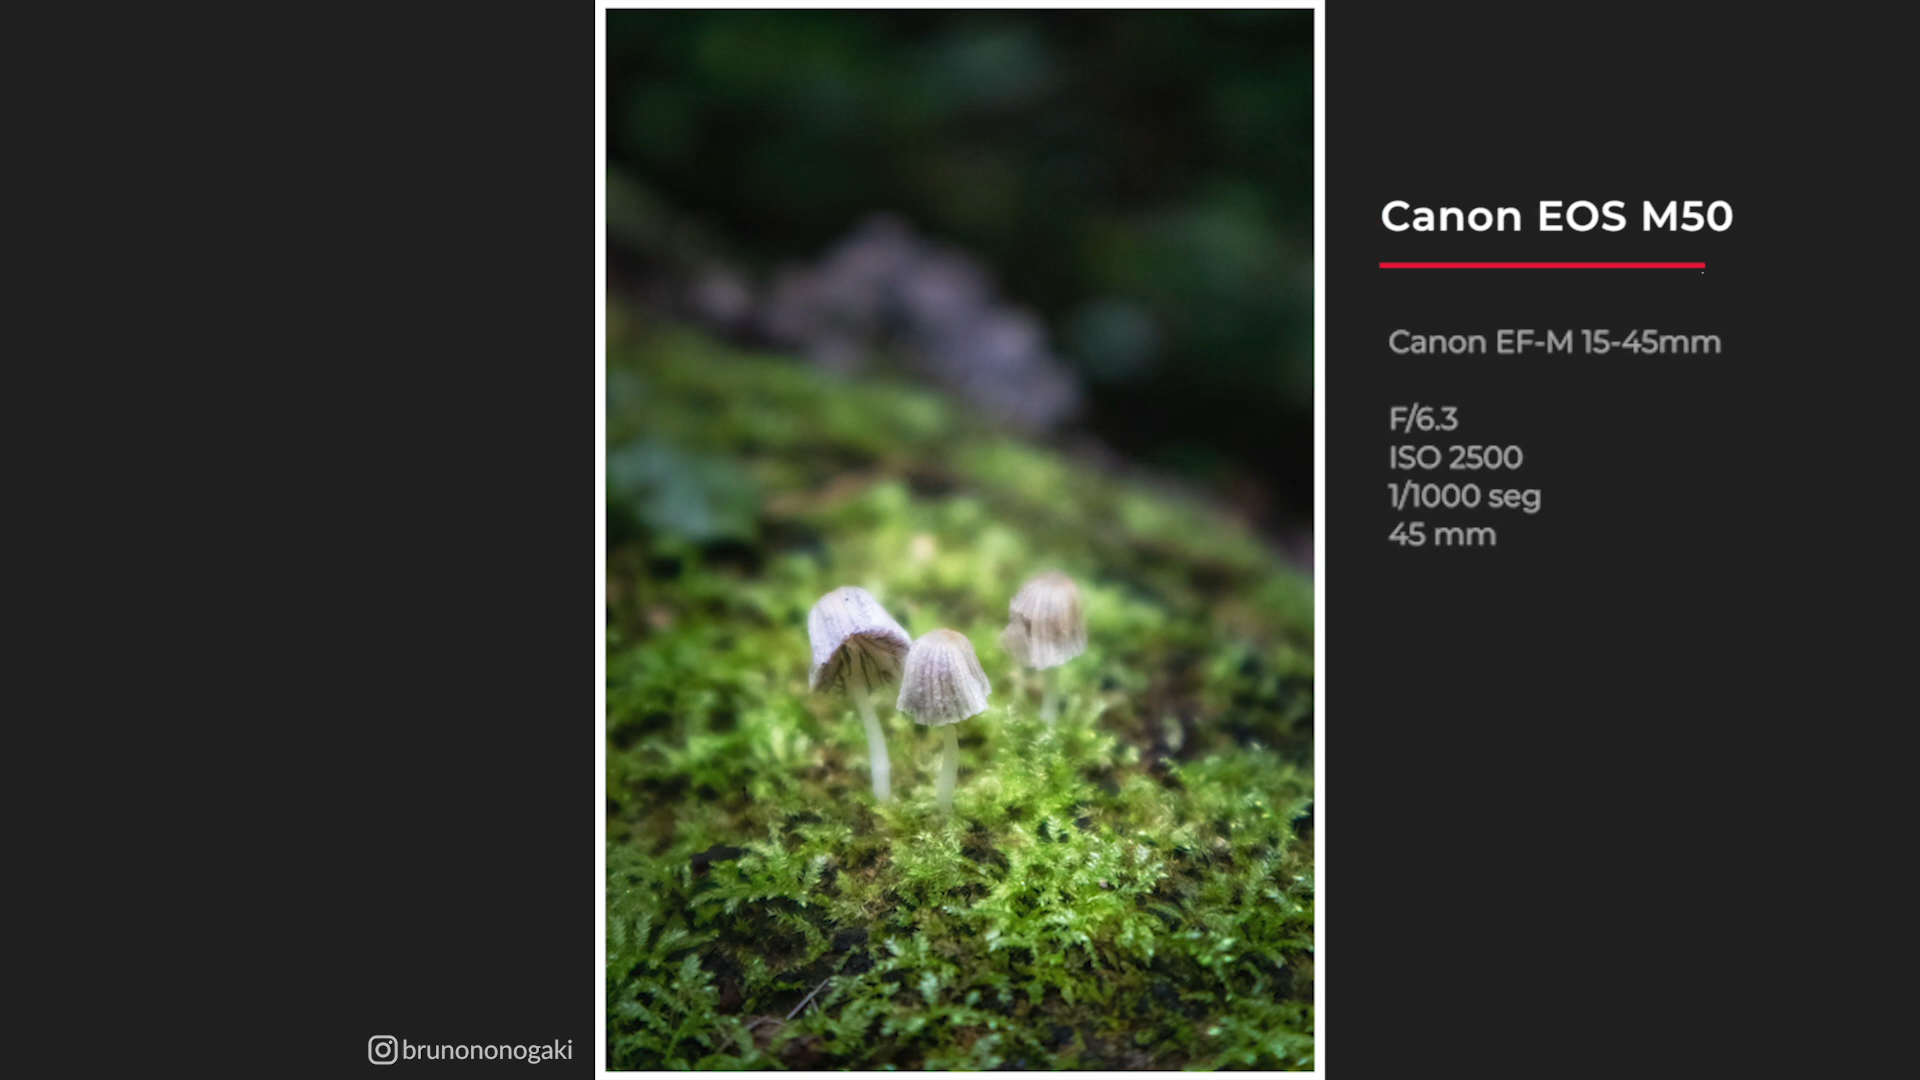 Canon EOS M50
Canon EF-M 15-45mm
F/6.3
ISO 2500
1/1000 seg
45 mm
brunononogaki